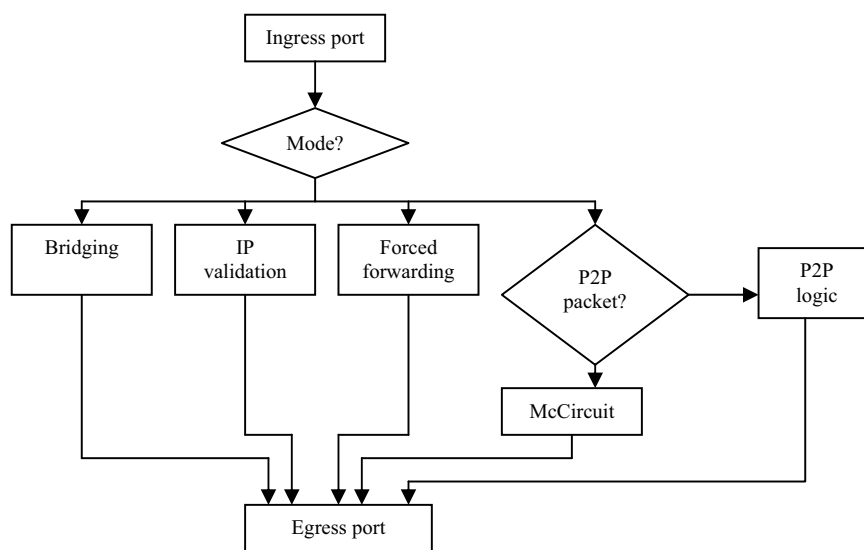 Ingress port
Mode?
Bridging
IP
validation
Forced
forwarding
P2P
packet?
P2P
logic
McCircuit
Egress port